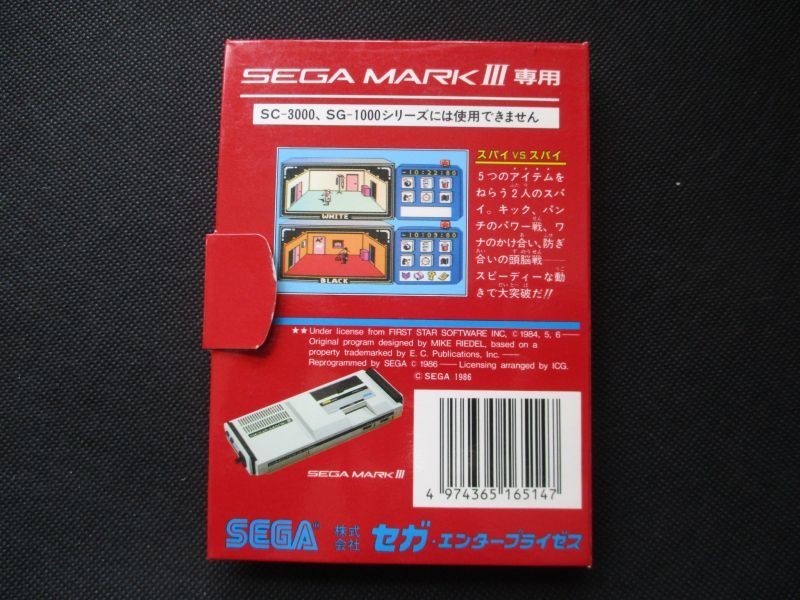 SEGA MARK III 専用
SC-3000、SG-1000シリーズには使用できません
スパイ VS スパイ
5つのアイテムを
ねらう2人のスパ
イ。キック、パン
チのパワー戦、ワ
ナのかけ合い、防ぎ
合いの頭脳戦──
スピーディーな動
きで大突破だ!!
-10:22:80
WHITE
-10:09:60
BLACK
★★Under license from FIRST STAR SOFTWARE INC, © 1984, 5, 6—
Original program designed by MIKE RIEDEL, based on a
property trademarked by E. C. Publications, Inc.—
Reprogrammed by SEGA © 1986— Licensing arranged by ICG.
© SEGA 1986
SEGA MARK III
4 974365 165147
SEGA® 株式会社 セガ・エンタープライゼス